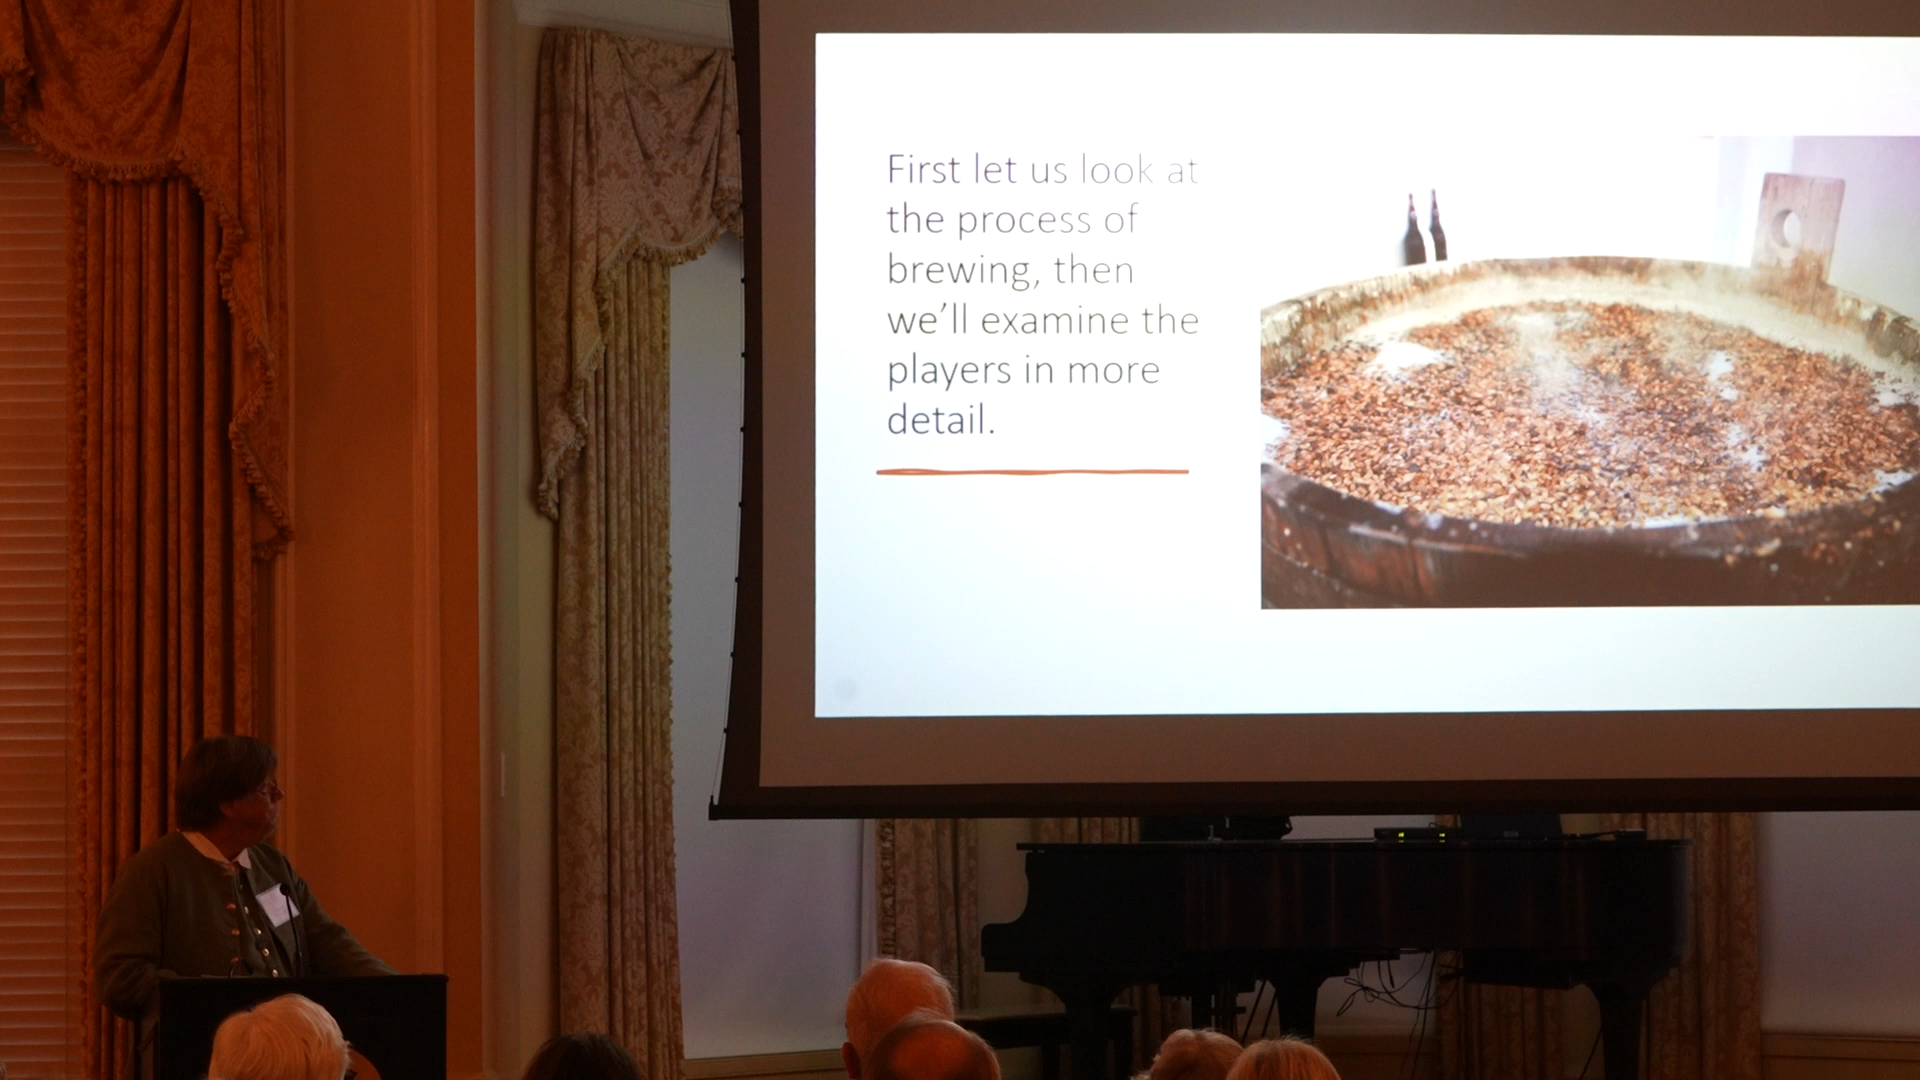 First let us look at
the process of
brewing, then
we’ll examine the
players in more
detail.